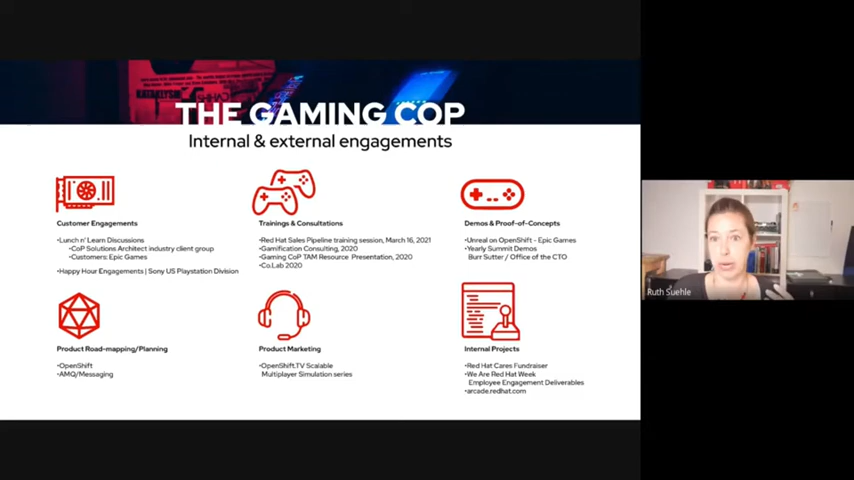 THE GAMING COP
Internal & external engagements
Customer Engagements
•Lunch n' Learn Discussions
•CoP Solutions Architect industry client group
•Customers: Epic Games
•Happy Hour Engagements | Sony US Playstation Division
Trainings & Consultations
•Red Hat Sales Pipeline training session, March 16, 2021
•Gamification Consulting, 2020
•Gaming CoP TAM Resource Presentation, 2020
•Co.Lab 2020
Demos & Proof-of-Concepts
•Unreal on OpenShift - Epic Games
•Yearly Summit Demos
Burr Sutter / Office of the CTO
Product Road-mapping/Planning
•OpenShift
•AMQ/Messaging
Product Marketing
•OpenShift.TV Scalable
Multiplayer Simulation series
Internal Projects
•Red Hat Cares Fundraiser
•We Are Red Hat Week
Employee Engagement Deliverables
•arcade.redhat.com
Ruth Suehle